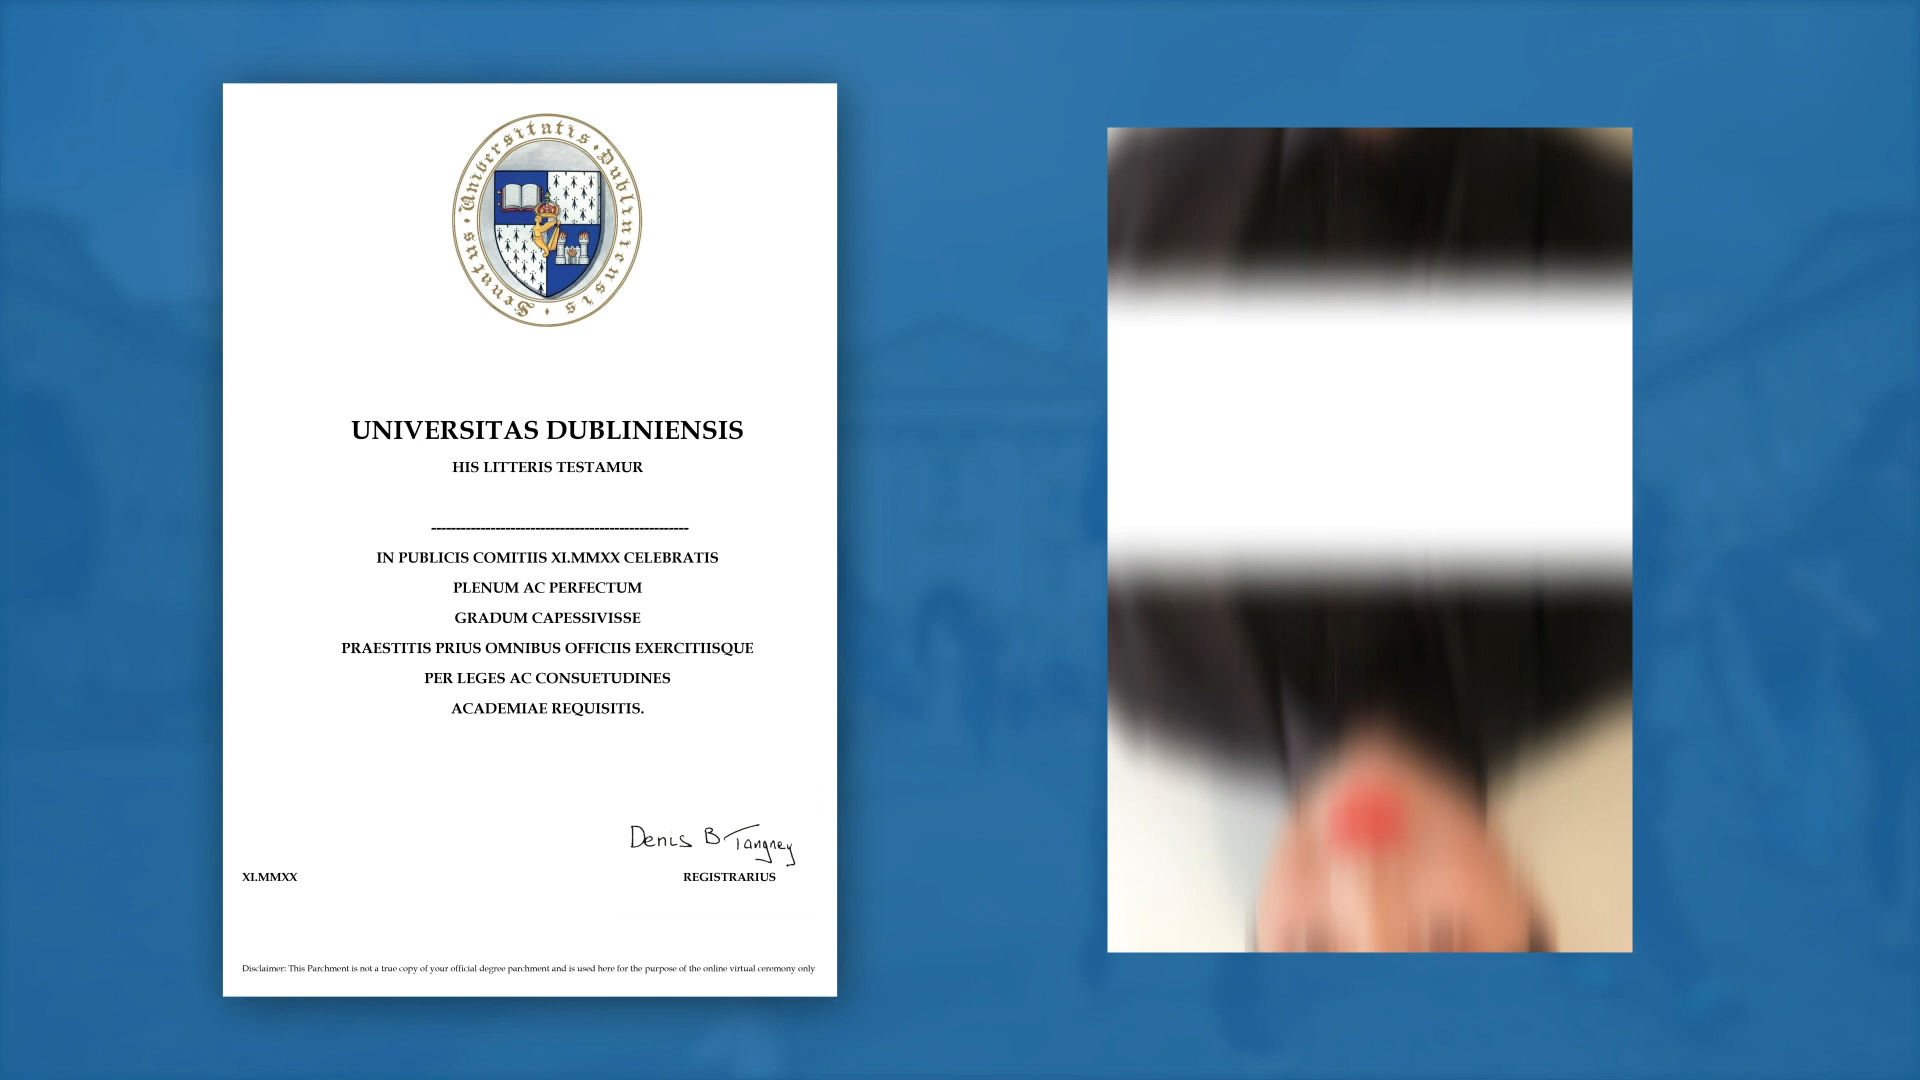 Senatus · Universitatis · Dubliniensis ·
UNIVERSITAS DUBLINIENSIS
HIS LITTERIS TESTAMUR
----------------------------------------------------
IN PUBLICIS COMITIIS XI.MMXX CELEBRATIS
PLENUM AC PERFECTUM
GRADUM CAPESSIVISSE
PRAESTITIS PRIUS OMNIBUS OFFICIIS EXERCITIISQUE
PER LEGES AC CONSUETUDINES
ACADEMIAE REQUISITIS.
Denis B Tangney
XI.MMXX REGISTRARIUS
Disclaimer: This Parchment is not a true copy of your official degree parchment and is used here for the purpose of the online virtual ceremony only